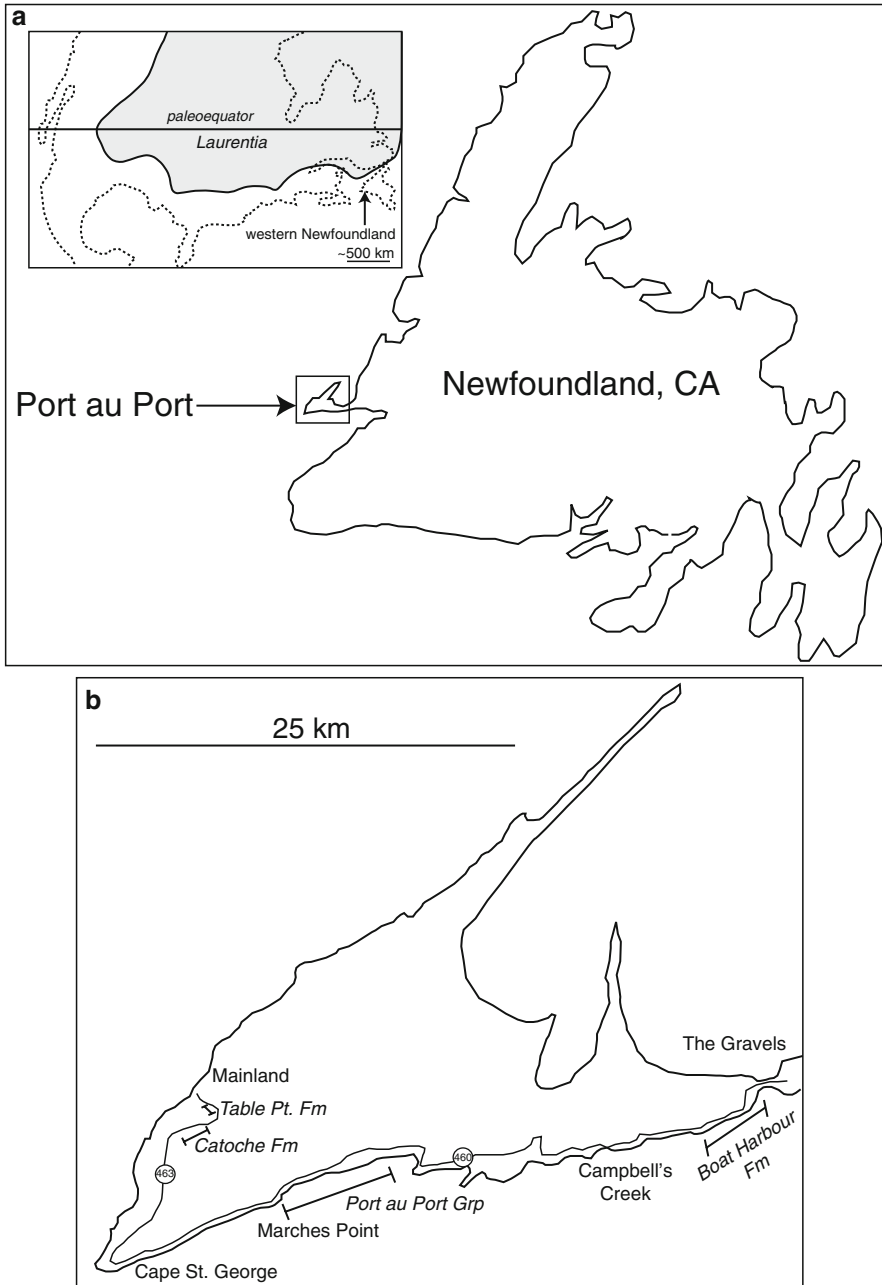 a
paleoequator
Laurentia
western Newfoundland
~500 km
Port au Port
Newfoundland, CA
b
25 km
The Gravels
Mainland
Table Pt. Fm
Catoche Fm
463
460
Boat Harbour
Fm
Campbell's
Creek
Port au Port Grp
Marches Point
Cape St. George